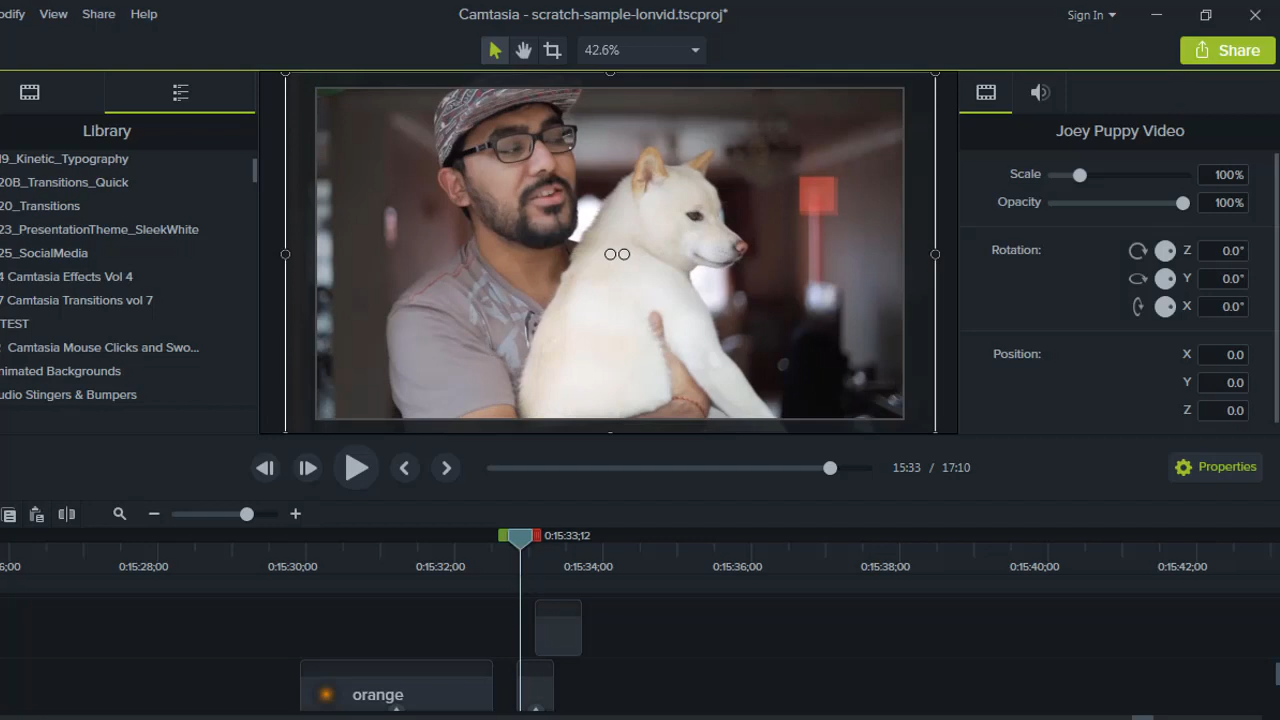 odify View Share Help
Camtasia - scratch-sample-lonvid.tscproj*
Sign In
42.6%
Share
Library
19_Kinetic_Typography
20B_Transitions_Quick
20_Transitions
23_PresentationTheme_SleekWhite
25_SocialMedia
4 Camtasia Effects Vol 4
7 Camtasia Transitions vol 7
TEST
Camtasia Mouse Clicks and Swo...
nimated Backgrounds
udio Stingers & Bumpers
Joey Puppy Video
Scale 100%
Opacity 100%
Rotation: Z 0.0°
Y 0.0°
X 0.0°
Position: X 0.0
Y 0.0
Z 0.0
15:33 / 17:10
Properties
0:15:33;12
6;00 0:15:28;00 0:15:30;00 0:15:32;00 0:15:34;00 0:15:36;00 0:15:38;00 0:15:40;00 0:15:42;00
orange